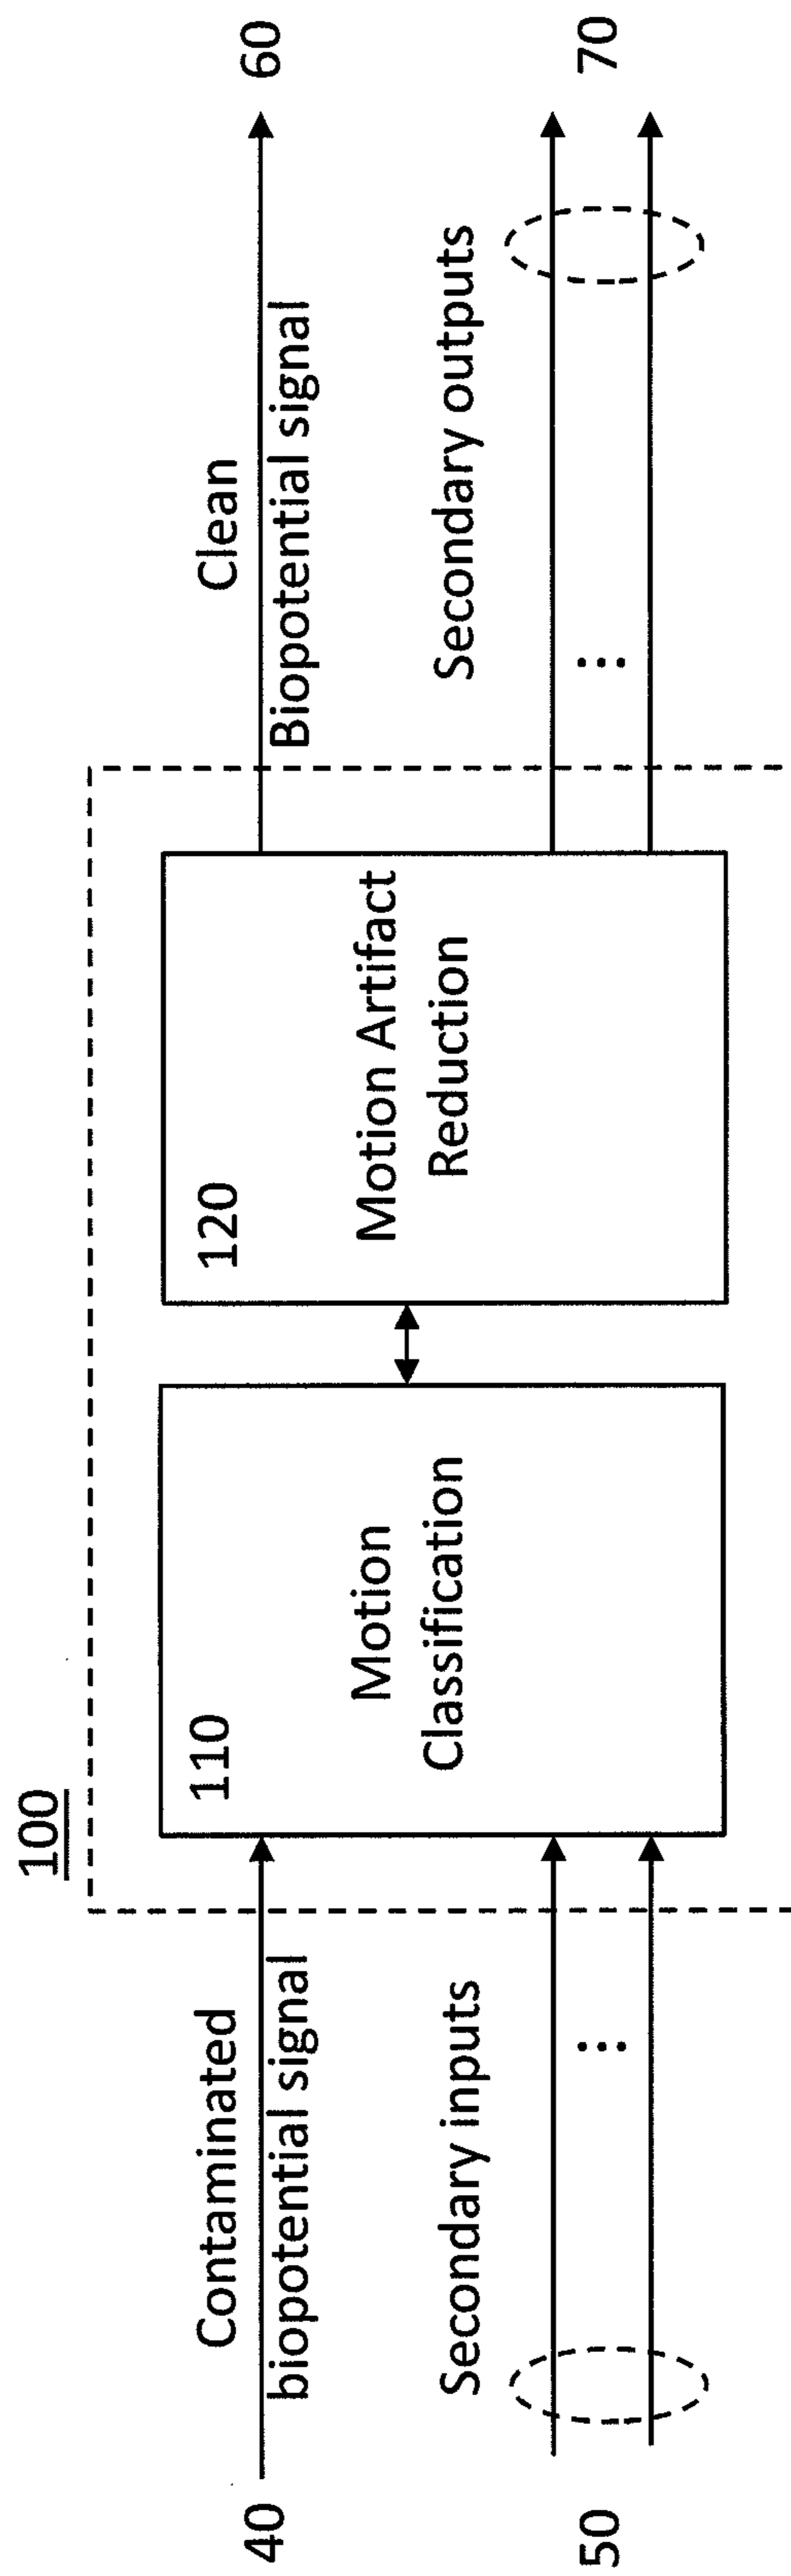 100
40
Contaminated
biopotential signal
50
Secondary inputs
110
Motion
Classification
120
Motion Artifact
Reduction
Clean
Biopotential signal
60
Secondary outputs
70